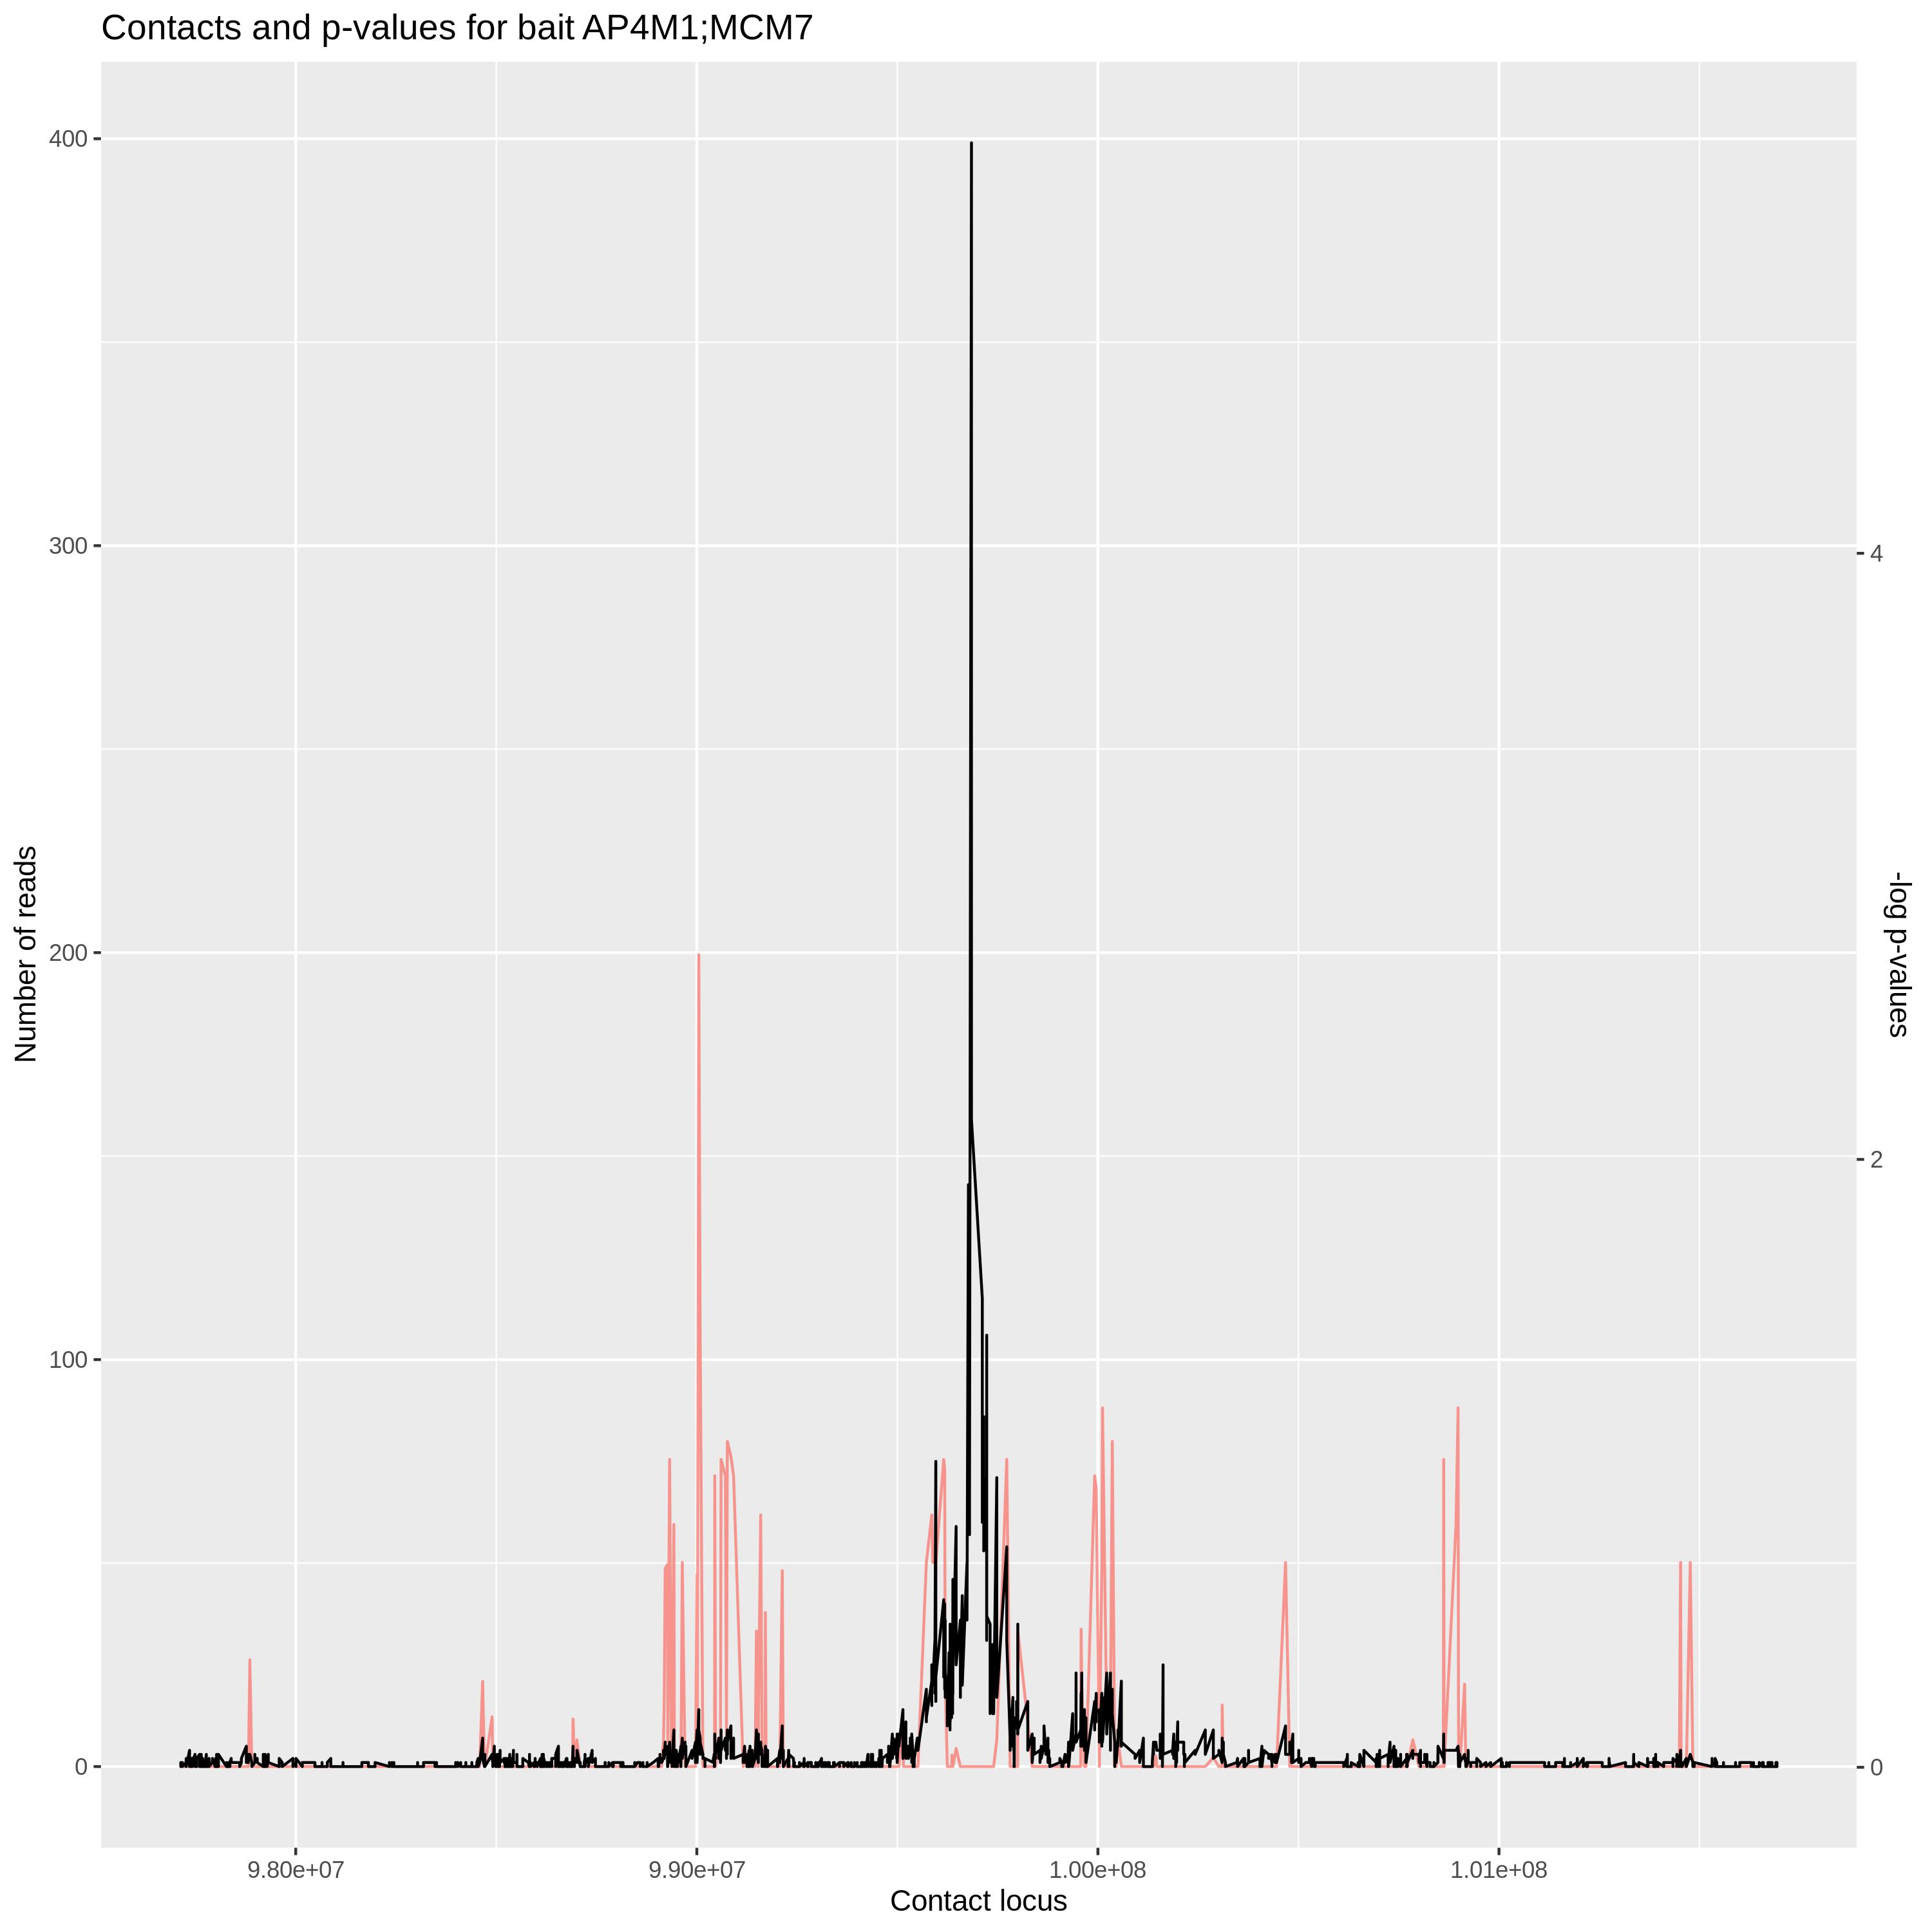 Contacts and p-values for bait AP4M1;MCM7
400
300
200
100
0
Number of reads
4
2
0
-log p-values
9.80e+07
9.90e+07
1.00e+08
1.01e+08
Contact locus